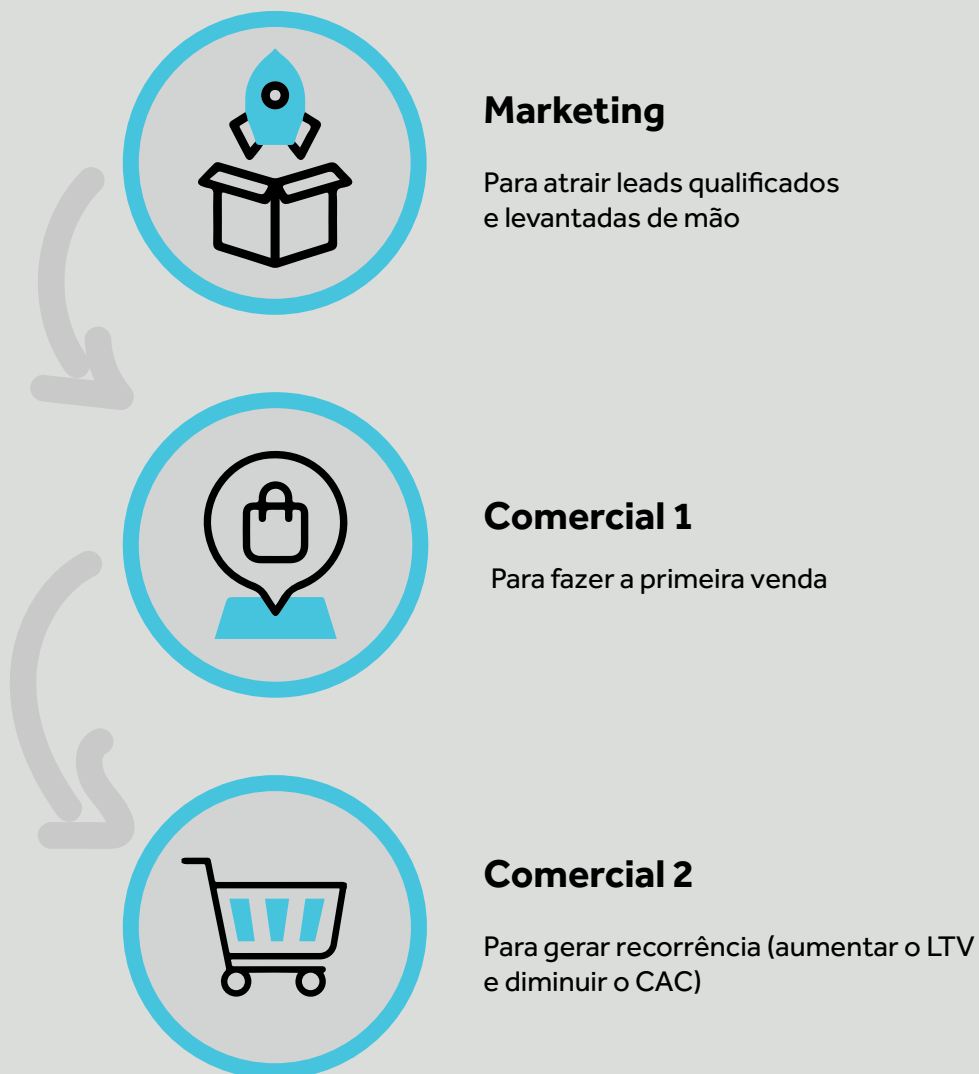 Marketing
Para atrair leads qualificados
e levantadas de mão
Comercial 1
Para fazer a primeira venda
Comercial 2
Para gerar recorrência (aumentar o LTV
e diminuir o CAC)